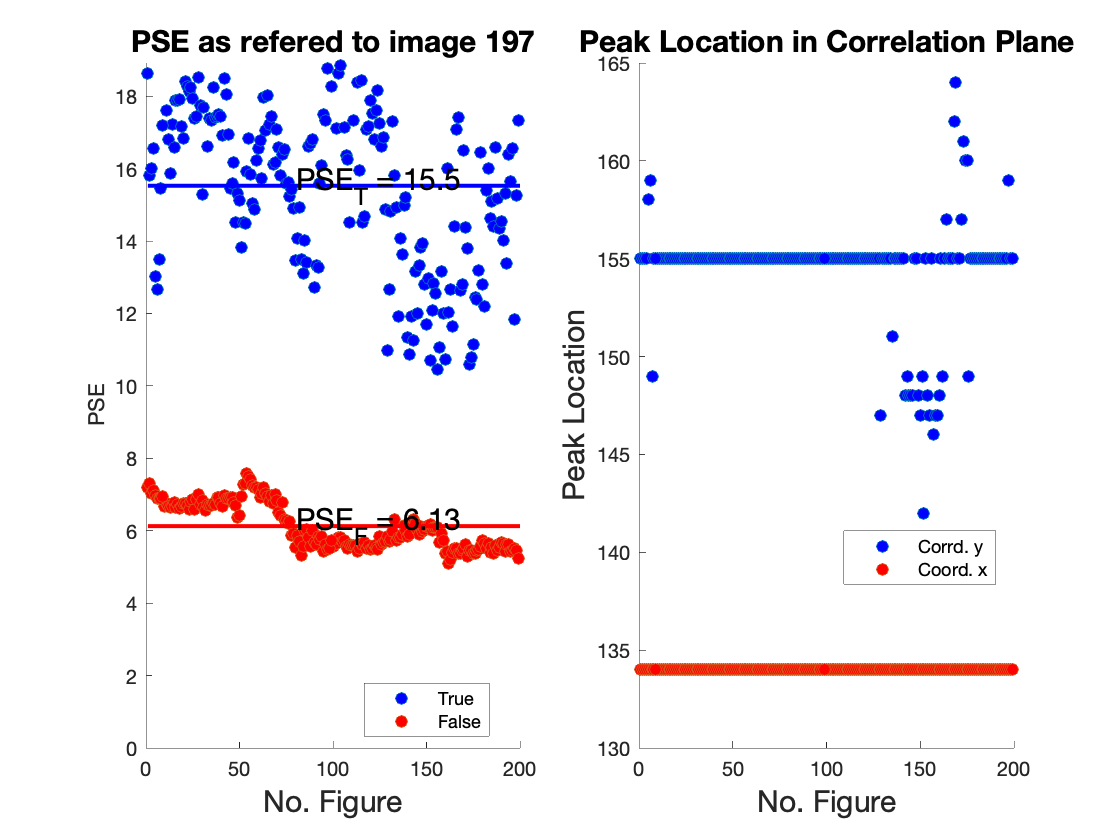 PSE as refered to image 197
18
16
14
12
10
8
6
4
2
0
PSE
PSE_T = 15.5
PSE_F = 6.13
True
False
0 50 100 150 200
No. Figure
Peak Location in Correlation Plane
165
160
155
150
145
140
135
130
Peak Location
Corrd. y
Coord. x
0 50 100 150 200
No. Figure